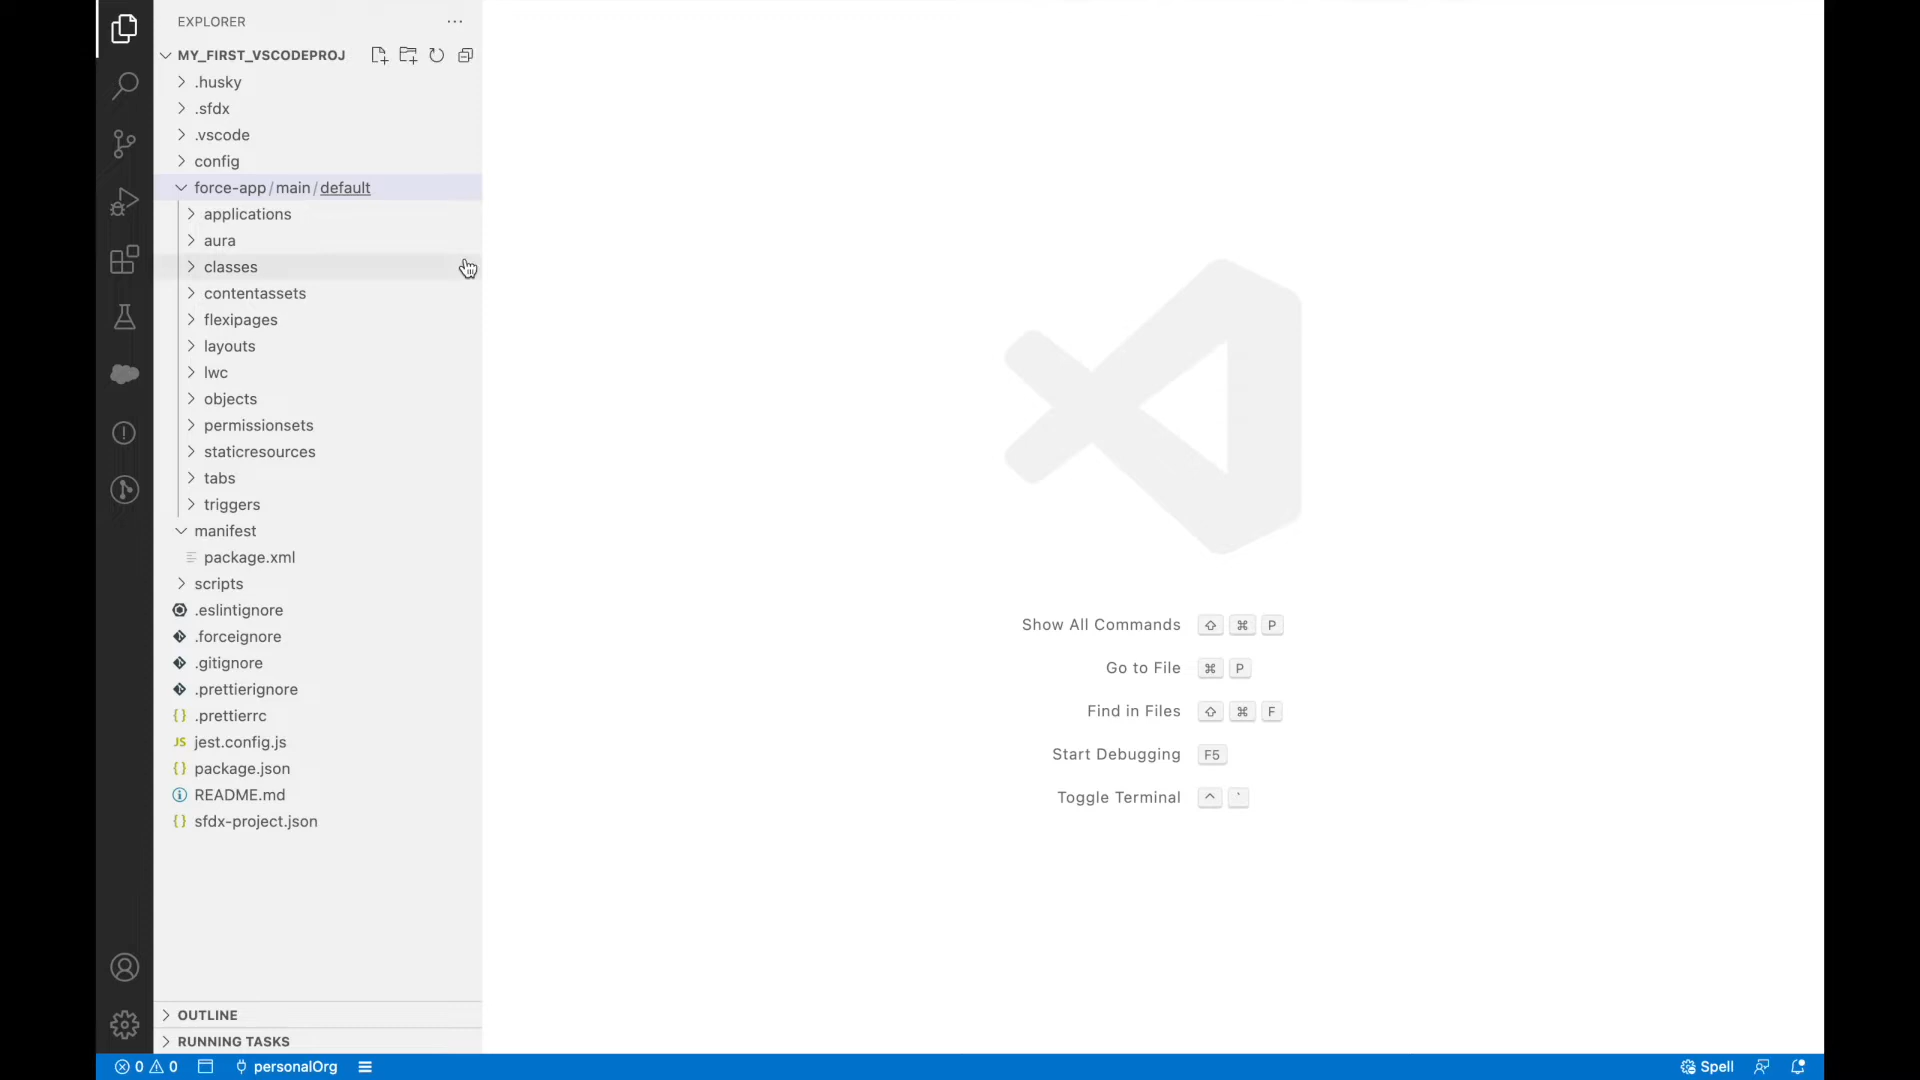 EXPLORER
MY_FIRST_VSCODEPROJ
.husky
.sfdx
.vscode
config
force-app/main/default
applications
aura
classes
contentassets
flexipages
layouts
lwc
objects
permissionsets
staticresources
tabs
triggers
manifest
package.xml
scripts
.eslintignore
.forceignore
.gitignore
.prettierignore
{} .prettierrc
JS jest.config.js
{} package.json
README.md
{} sfdx-project.json
OUTLINE
RUNNING TASKS
Show All Commands ⇧ ⌘ P
Go to File ⌘ P
Find in Files ⇧ ⌘ F
Start Debugging F5
Toggle Terminal ^ `
0 0 personalOrg Spell